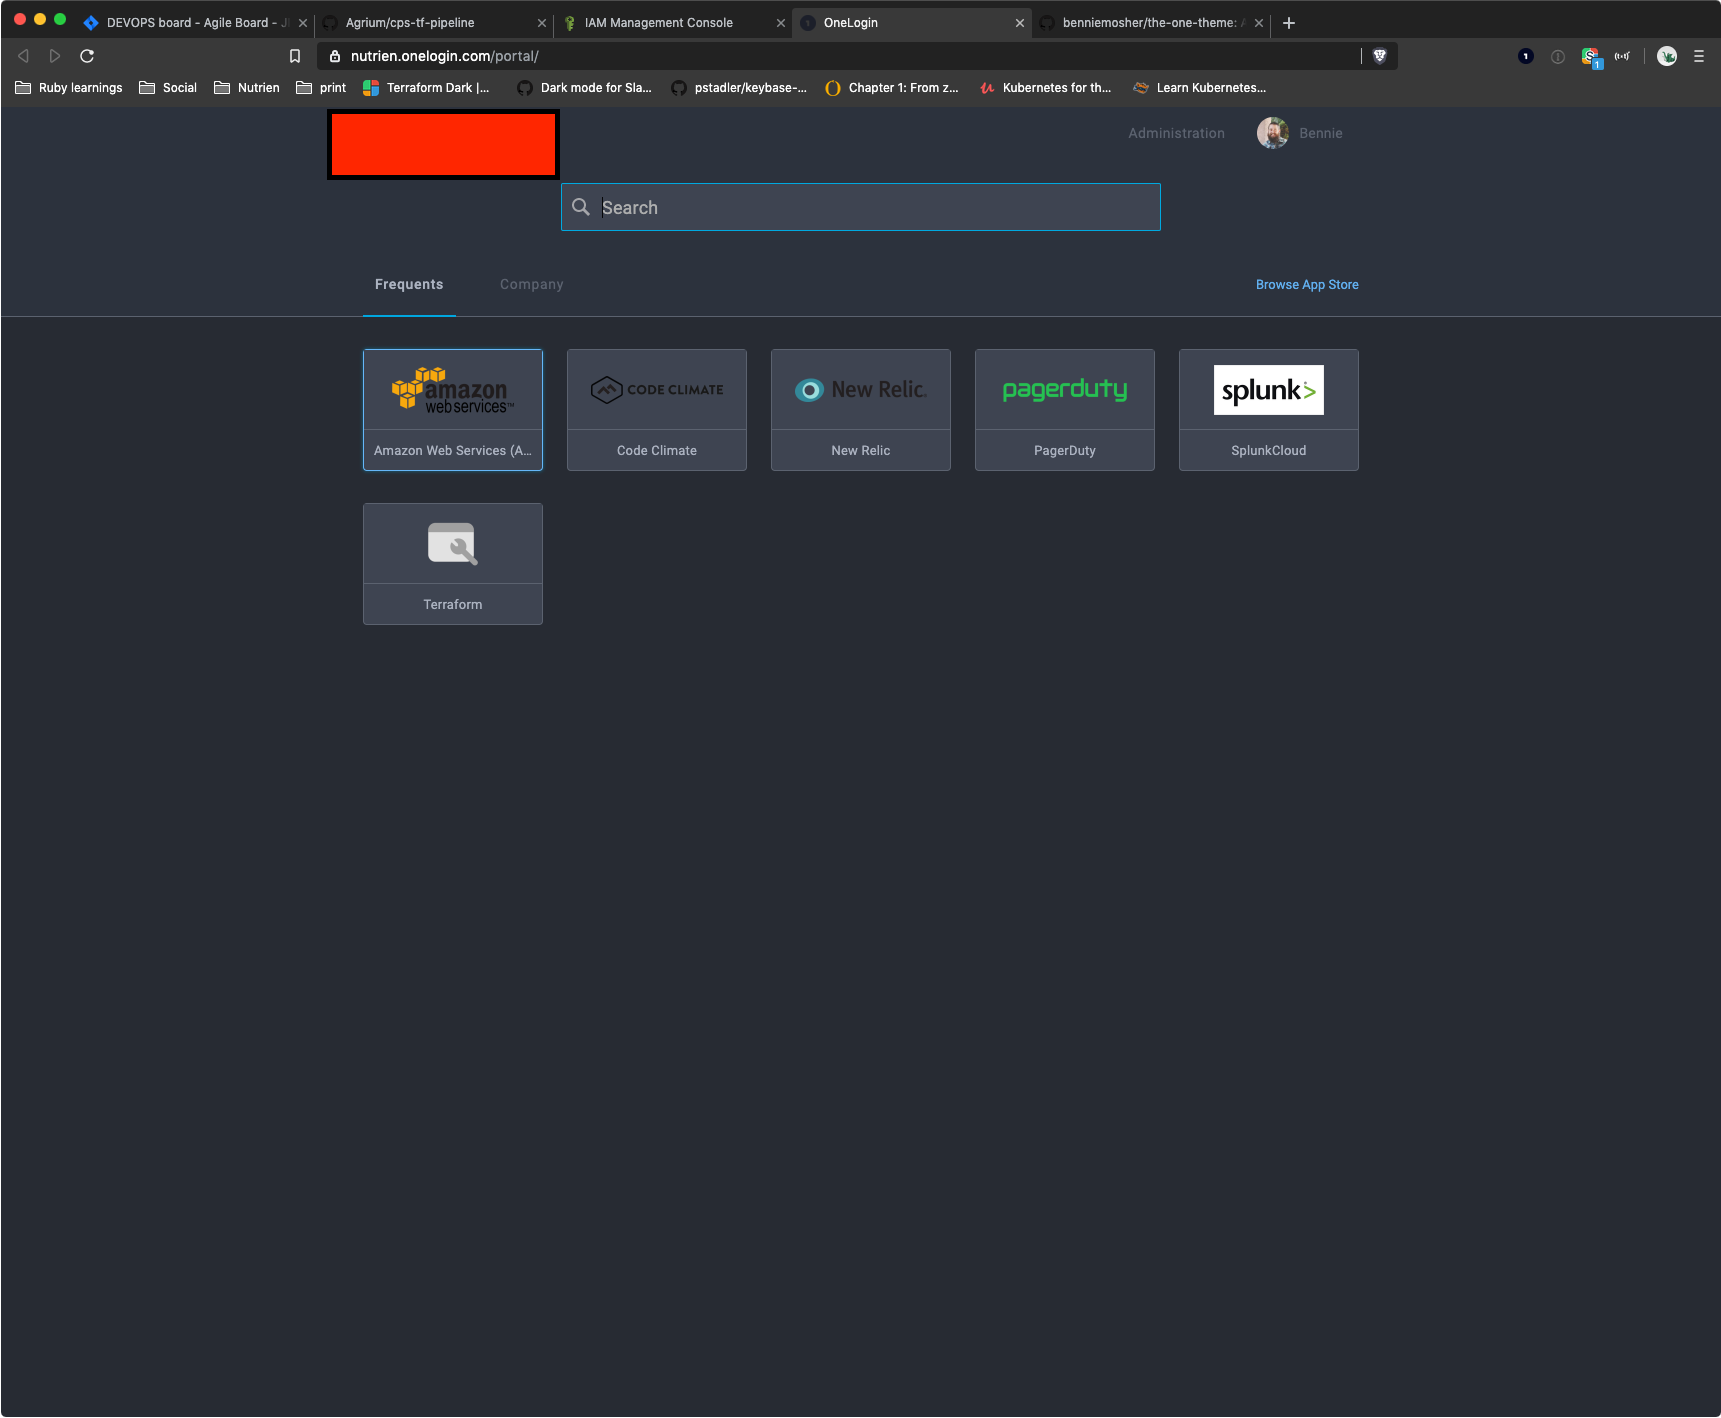 DEVOPS board - Agile Board - J
Agrium/cps-tf-pipeline
IAM Management Console
OneLogin
benniemosher/the-one-theme: A
nutrien.onelogin.com/portal/
1
1
Ruby learnings
Social
Nutrien
print
Terraform Dark |...
Dark mode for Sla...
pstadler/keybase-...
Chapter 1: From z...
Kubernetes for th...
Learn Kubernetes...
Administration
Bennie
Search
Frequents
Company
Browse App Store
amazon
webservices™
CODE CLIMATE
New Relic.
pagerduty
splunk>
Amazon Web Services (A...
Code Climate
New Relic
PagerDuty
SplunkCloud
Terraform